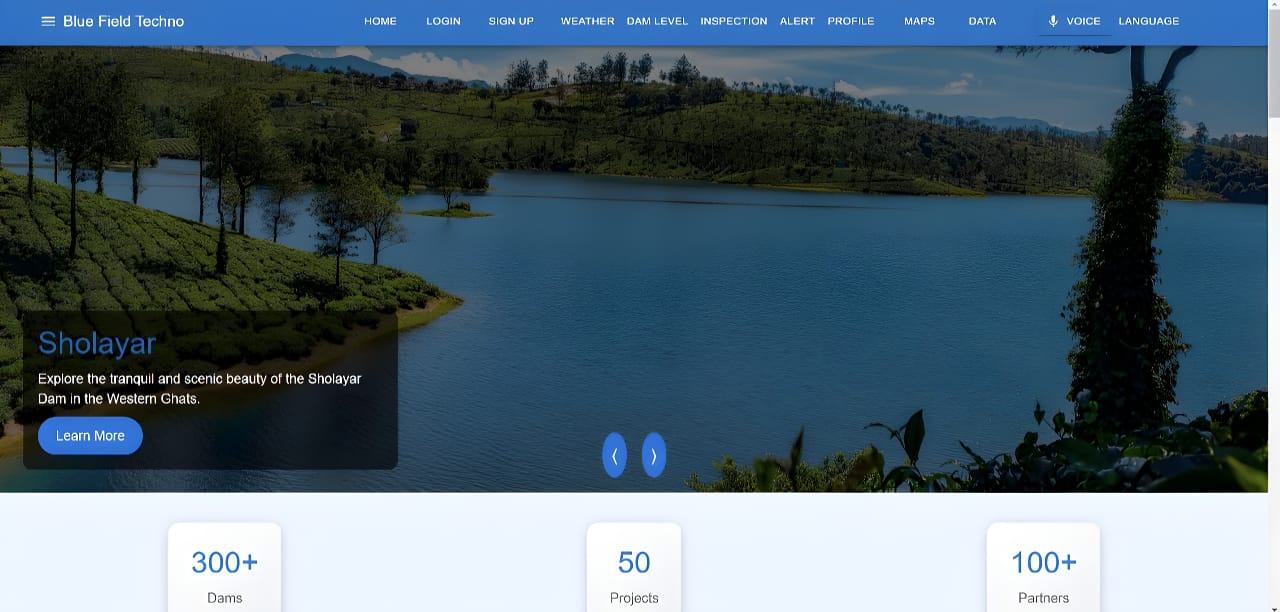 Blue Field Techno
HOME LOGIN SIGN UP WEATHER DAM LEVEL INSPECTION ALERT PROFILE MAPS DATA VOICE LANGUAGE
Sholayar
Explore the tranquil and scenic beauty of the Sholayar
Dam in the Western Ghats.
Learn More
⟨ ⟩
300+
Dams
50
Projects
100+
Partners